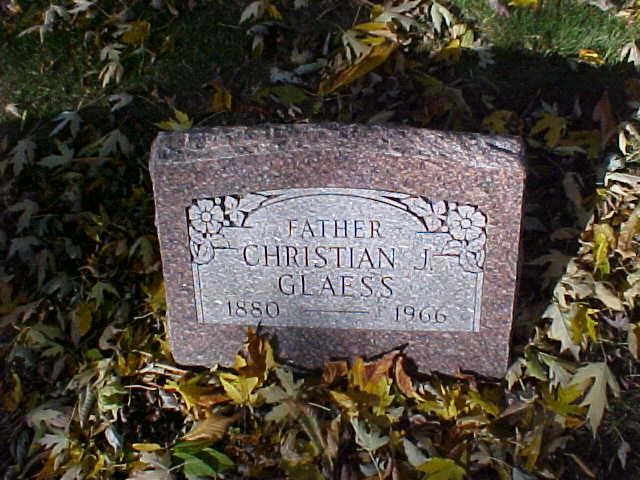 FATHER
CHRISTIAN J.
GLAESS
1880 — 1966